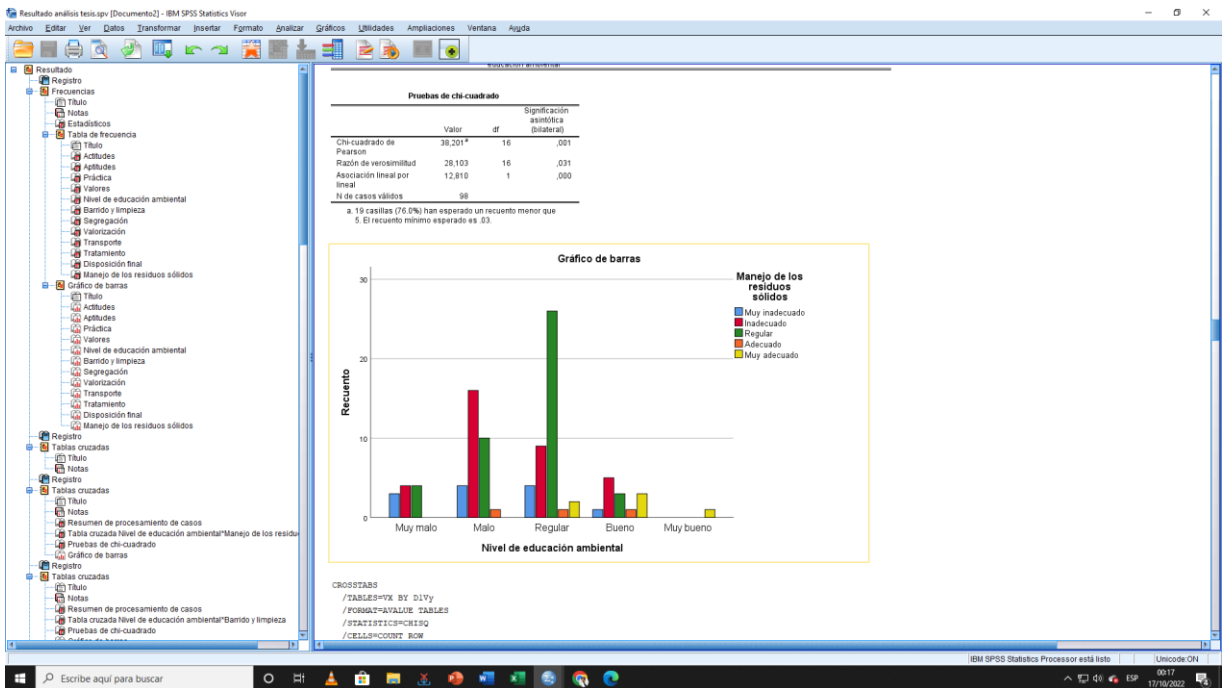 Resultado análisis tesis.spv [Documento2] - IBM SPSS Statistics Visor
Archivo Editar Ver Datos Transformar Insertar Formato Analizar Gráficos Utilidades Ampliaciones Ventana Ayuda
Resultado
Registro
Frecuencias
Título
Notas
Estadísticos
Tabla de frecuencia
Título
Actitudes
Aptitudes
Práctica
Valores
Nivel de educación ambiental
Barrido y limpieza
Segregación
Valorización
Transporte
Tratamiento
Disposición final
Manejo de los residuos sólidos
Gráfico de barras
Título
Actitudes
Aptitudes
Práctica
Valores
Nivel de educación ambiental
Barrido y limpieza
Segregación
Valorización
Transporte
Tratamiento
Disposición final
Manejo de los residuos sólidos
Registro
Tablas cruzadas
Título
Notas
Registro
Tablas cruzadas
Título
Notas
Resumen de procesamiento de casos
Tabla cruzada Nivel de educación ambiental*Manejo de los residu
Pruebas de chi-cuadrado
Gráfico de barras
Registro
Tablas cruzadas
Título
Notas
Resumen de procesamiento de casos
Tabla cruzada Nivel de educación ambiental*Barrido y limpieza
Pruebas de chi-cuadrado
Gráfico de barras
educación ambiental
Pruebas de chi-cuadrado
Valor df Significación asintótica (bilateral)
Chi-cuadrado de Pearson 38,201ª 16 ,001
Razón de verosimilitud 28,103 16 ,031
Asociación lineal por lineal 12,810 1 ,000
N de casos válidos 98
a. 19 casillas (76.0%) han esperado un recuento menor que
5. El recuento mínimo esperado es .03.
Gráfico de barras
30
20
10
0
Recuento
Muy malo Malo Regular Bueno Muy bueno
Nivel de educación ambiental
Manejo de los
residuos
sólidos
Muy inadecuado
Inadecuado
Regular
Adecuado
Muy adecuado
CROSSTABS
/TABLES=VX BY D1Vy
/FORMAT=AVALUE TABLES
/STATISTICS=CHISQ
/CELLS=COUNT ROW
IBM SPSS Statistics Processor está listo Unicode:ON
Escribe aquí para buscar
ESP
00:17
17/10/2022
4